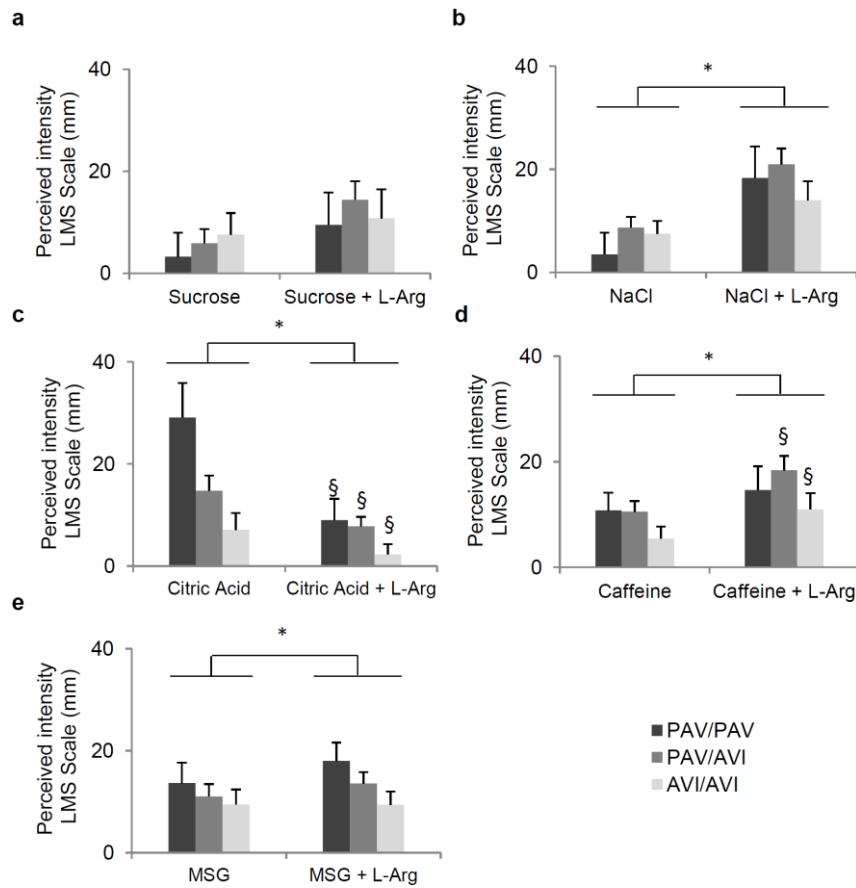 a
Perceived intensity
LMS Scale (mm)
40
20
0
Sucrose
Sucrose + L-Arg
b
Perceived intensity
LMS Scale (mm)
40
20
0
*
NaCl
NaCl + L-Arg
c
Perceived intensity
LMS Scale (mm)
40
20
0
*
§ § §
Citric Acid
Citric Acid + L-Arg
d
Perceived intensity
LMS Scale (mm)
40
20
0
*
§ §
Caffeine
Caffeine + L-Arg
e
Perceived intensity
LMS Scale (mm)
40
20
0
*
MSG
MSG + L-Arg
PAV/PAV
PAV/AVI
AVI/AVI